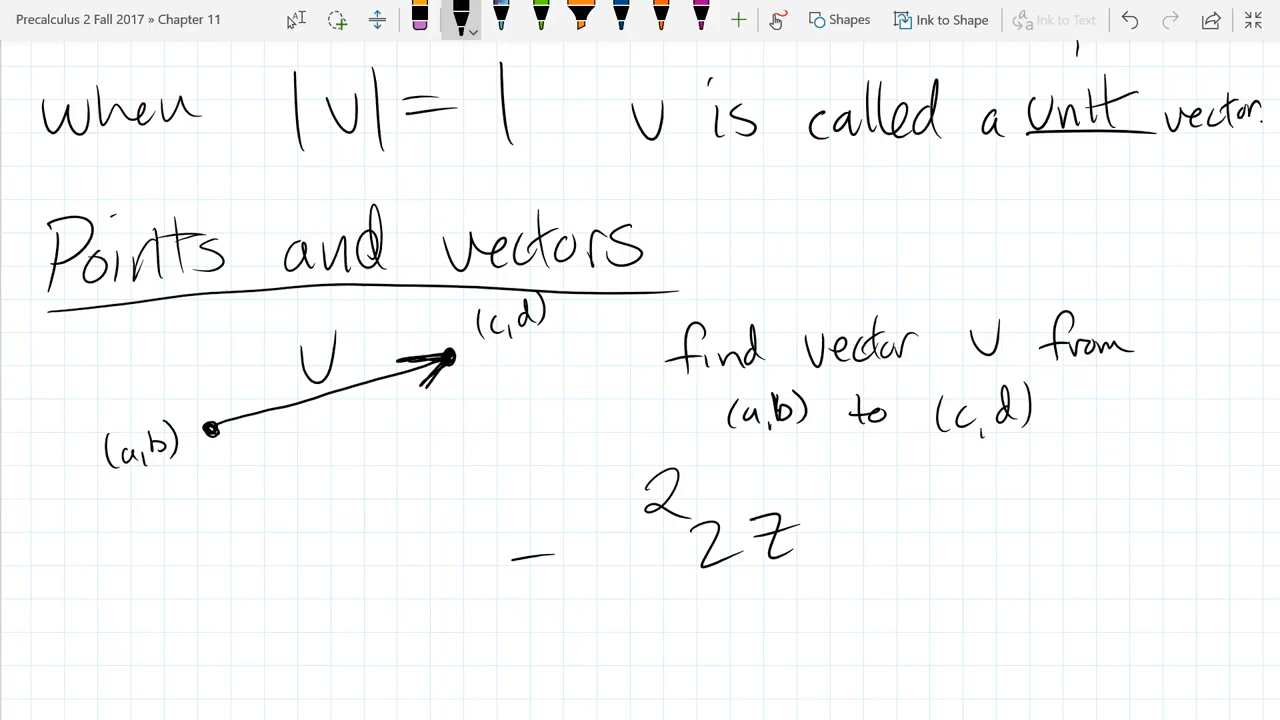 Precalculus 2 Fall 2017 » Chapter 11 Shapes Ink to Shape Ink to Text
when |v| = 1 v is called a unit vector.
Points and vectors
(c,d)
v find vector v from
(a,b) to (c,d)
(a,b)
2
- 2 z